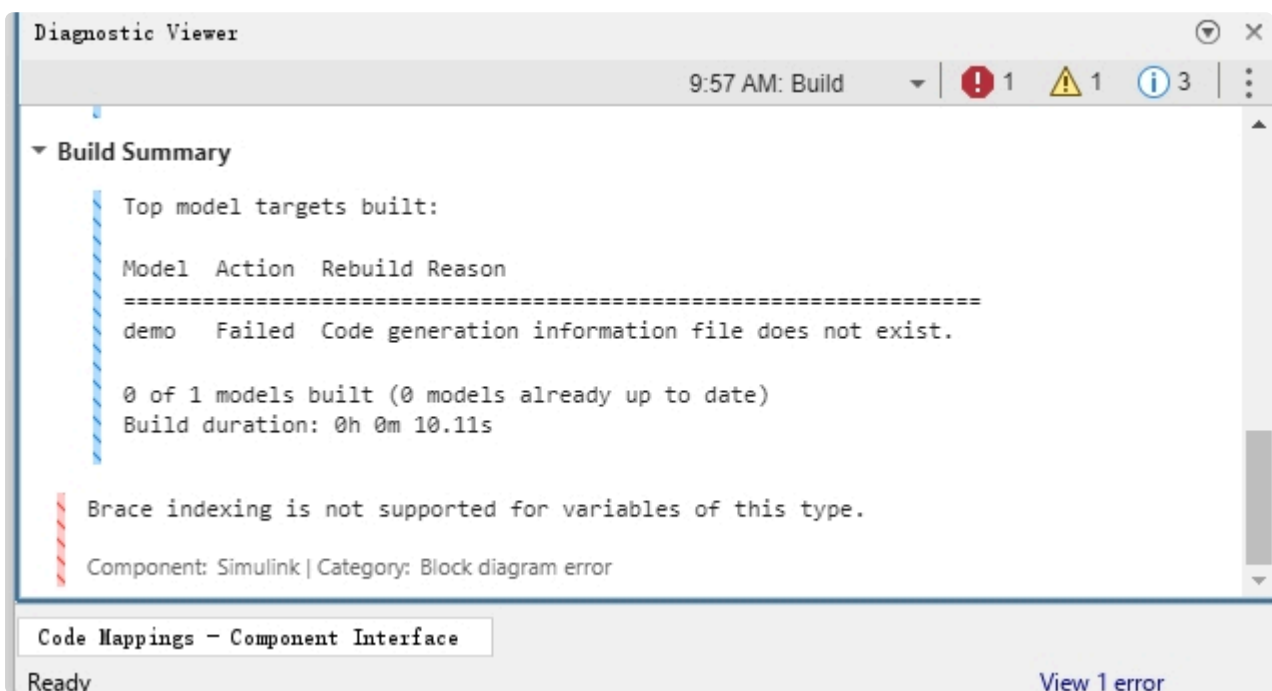 Diagnostic Viewer
9:57 AM: Build 1 1 3
Build Summary
Top model targets built:
Model Action Rebuild Reason
=================================================================
demo Failed Code generation information file does not exist.
0 of 1 models built (0 models already up to date)
Build duration: 0h 0m 10.11s
Brace indexing is not supported for variables of this type.
Component: Simulink | Category: Block diagram error
Code Mappings - Component Interface
Ready View 1 error